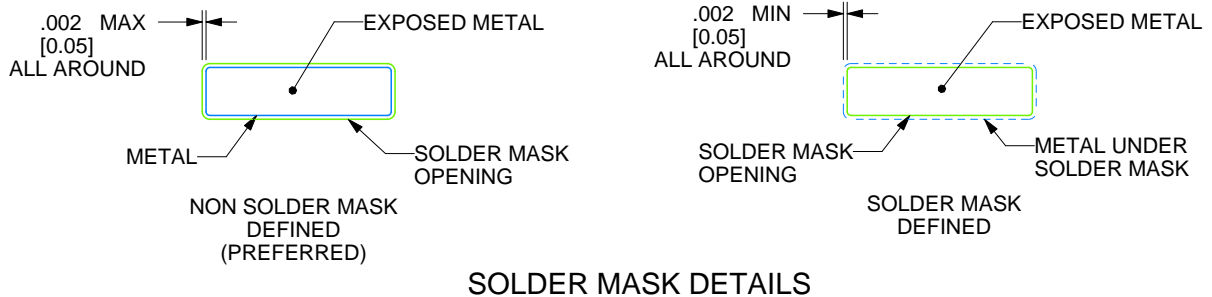 .002 MAX
[0.05]
ALL AROUND
EXPOSED METAL
METAL
SOLDER MASK
OPENING
NON SOLDER MASK
DEFINED
(PREFERRED)
.002 MIN
[0.05]
ALL AROUND
EXPOSED METAL
SOLDER MASK
OPENING
METAL UNDER
SOLDER MASK
SOLDER MASK
DEFINED
SOLDER MASK DETAILS